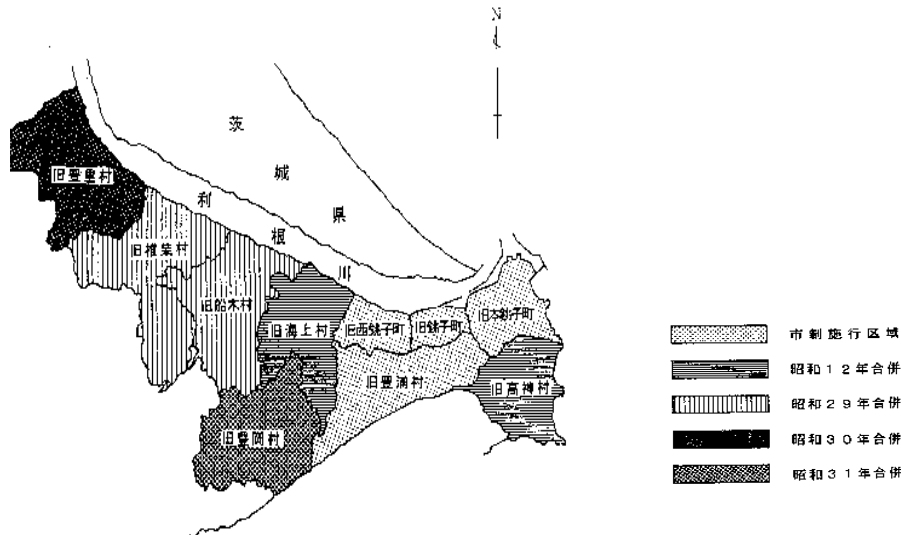 N
茨
城
県
利
根
川
旧豊里村
旧椎柴村
旧船木村
旧海上村
旧西銚子町
旧銚子町
旧本銚子町
旧豊浦村
旧高神村
旧豊岡村
市制施行区域
昭和12年合併
昭和29年合併
昭和30年合併
昭和31年合併